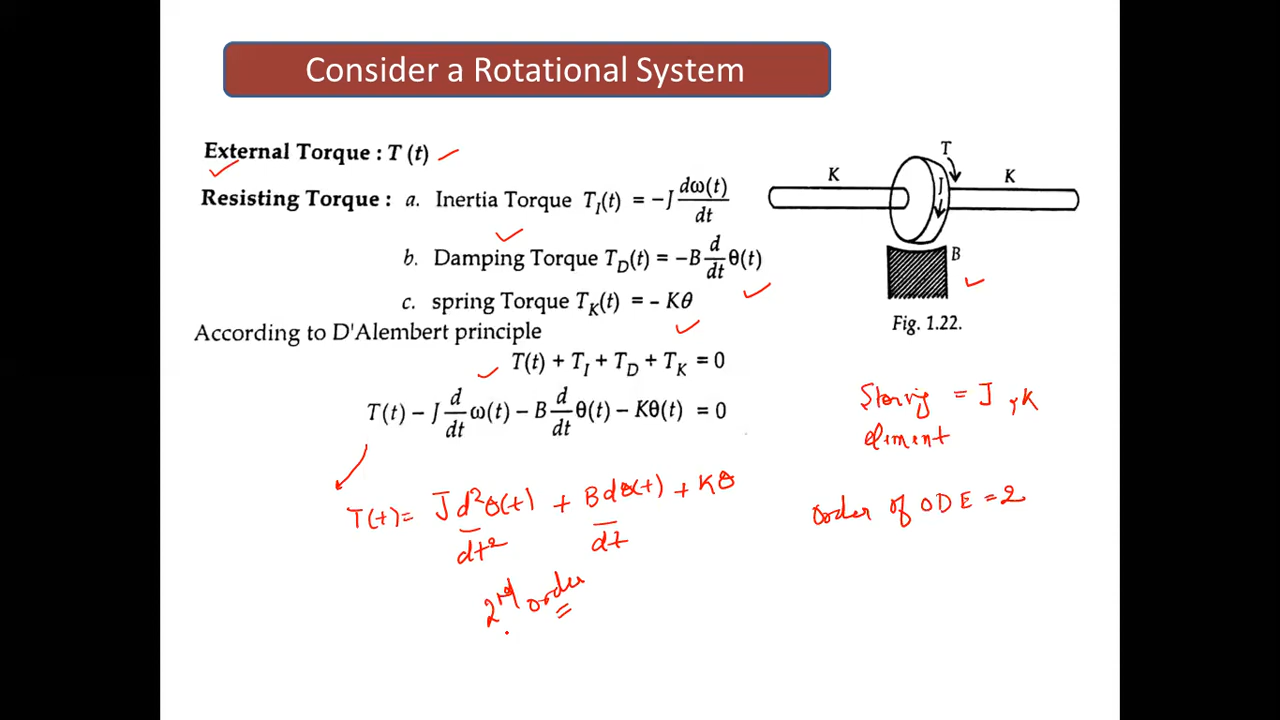 Consider a Rotational System
External Torque : T (t)
Resisting Torque : a. Inertia Torque T_I(t) = −J dω(t)/dt
b. Damping Torque T_D(t) = −B d/dt θ(t)
c. spring Torque T_K(t) = − Kθ
According to D'Alembert principle
T(t) + T_I + T_D + T_K = 0
T(t) − J d/dt ω(t) − B d/dt θ(t) − Kθ(t) = 0
T(t) = J d²θ(t)/dt² + B dθ(t)/dt + Kθ
2nd order
K
T
J
K
B
Fig. 1.22.
= J, K
element
order of ODE = 2